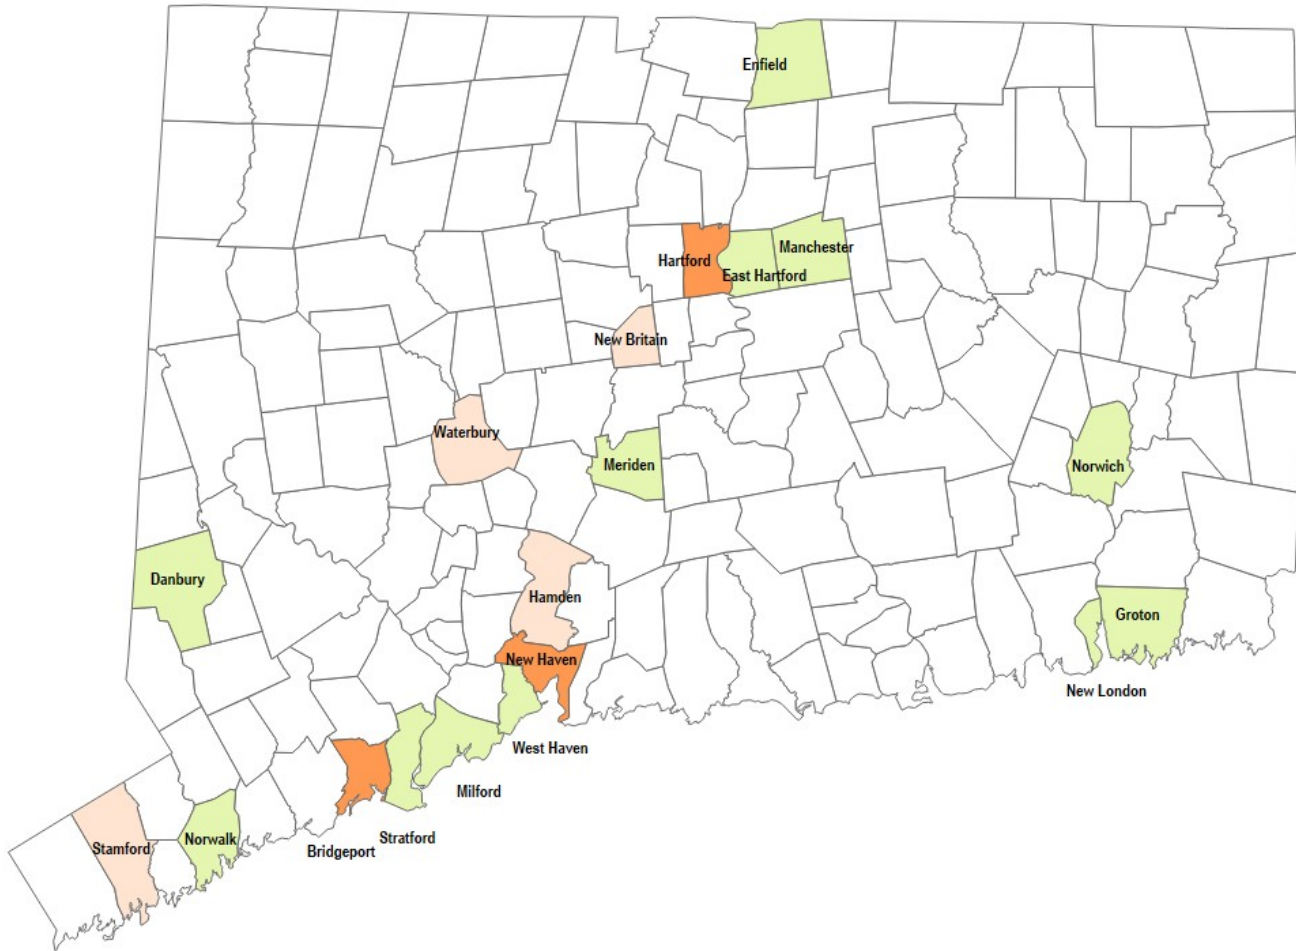 Enfield
Manchester
Hartford
East Hartford
New Britain
Waterbury
Meriden
Norwich
Danbury
Hamden
Groton
New Haven
New London
West Haven
Milford
Stratford
Norwalk
Stamford
Bridgeport